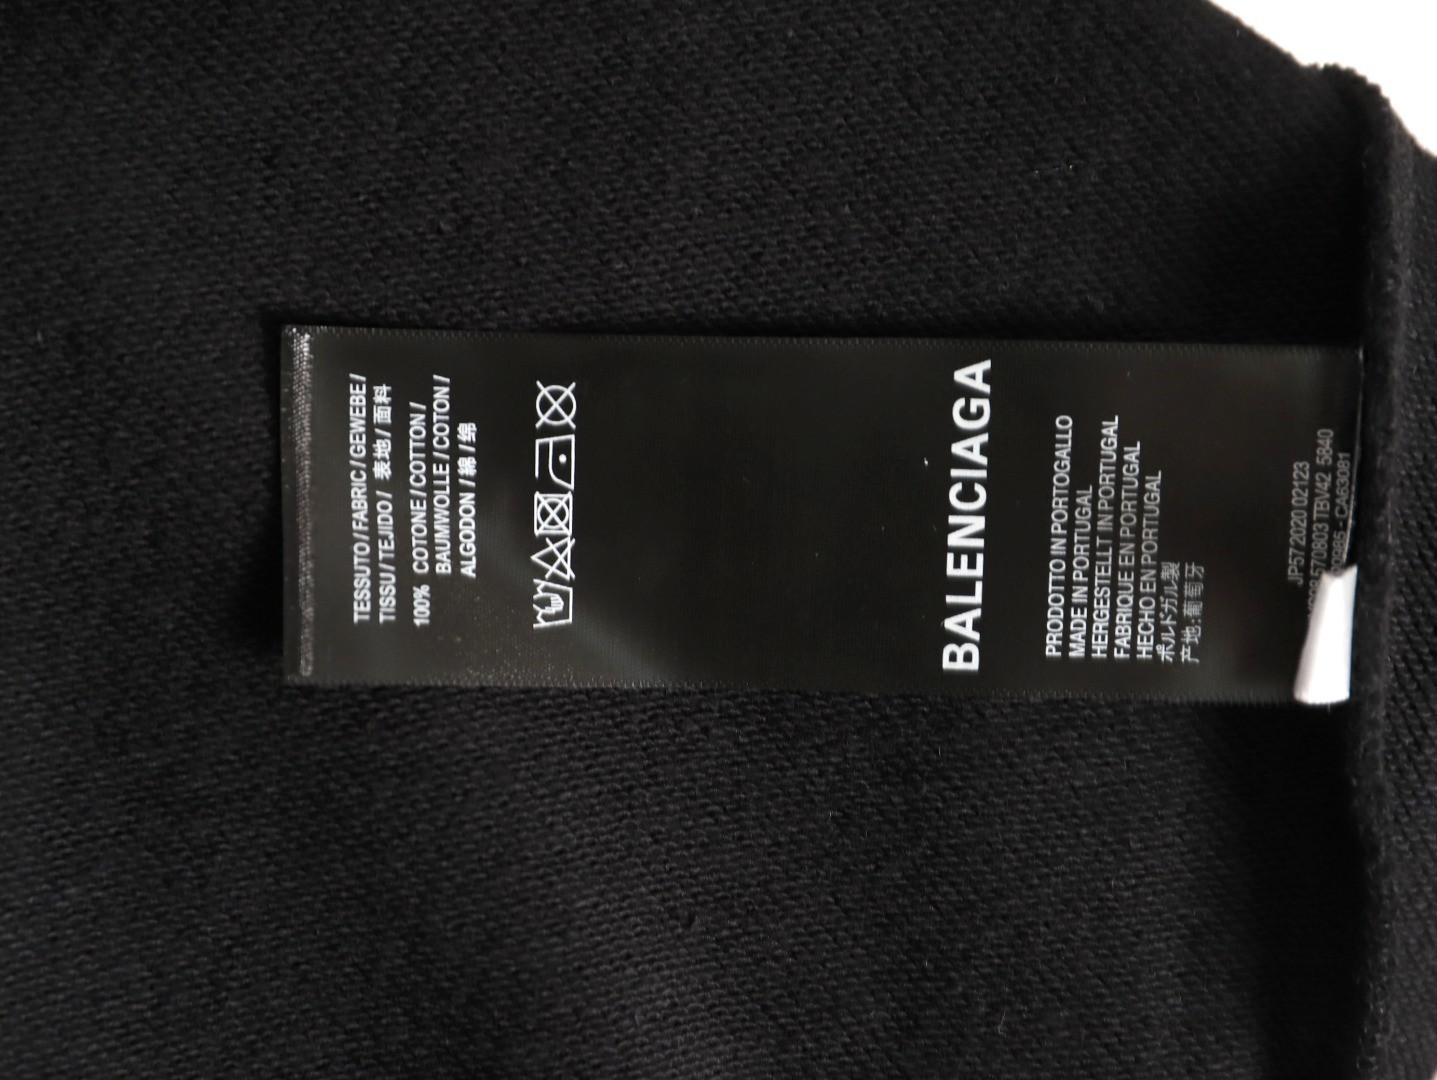 TESSUTO / FABRIC / GEWEBE /
TISSU / TEJIDO / 表地 / 面料
100% COTONE / COTTON /
BAUMWOLLE / COTON /
ALGODON / 綿 / 绵
BALENCIAGA
PRODOTTO IN PORTOGALLO
MADE IN PORTUGAL
HERGESTELLT IN PORTUGAL
FABRIQUE EN PORTUGAL
HECHO EN PORTUGAL
ポルトガル製
产地:葡萄牙
JP57 2020 02123
570803 TBV42 5840
CA63081